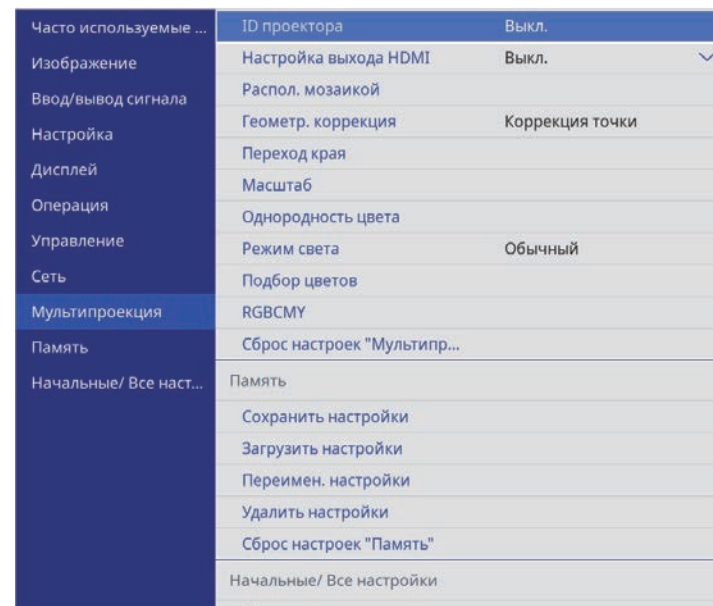 Часто используемые ...
Изображение
Ввод/вывод сигнала
Настройка
Дисплей
Операция
Управление
Сеть
Мультипроекция
Память
Начальные/ Все наст...
ID проектора Выкл.
Настройка выхода HDMI Выкл.
Распол. мозаикой
Геометр. коррекция Коррекция точки
Переход края
Масштаб
Однородность цвета
Режим света Обычный
Подбор цветов
RGBCMY
Сброс настроек "Мультипр...
Память
Сохранить настройки
Загрузить настройки
Переимен. настройки
Удалить настройки
Сброс настроек "Память"
Начальные/ Все настройки